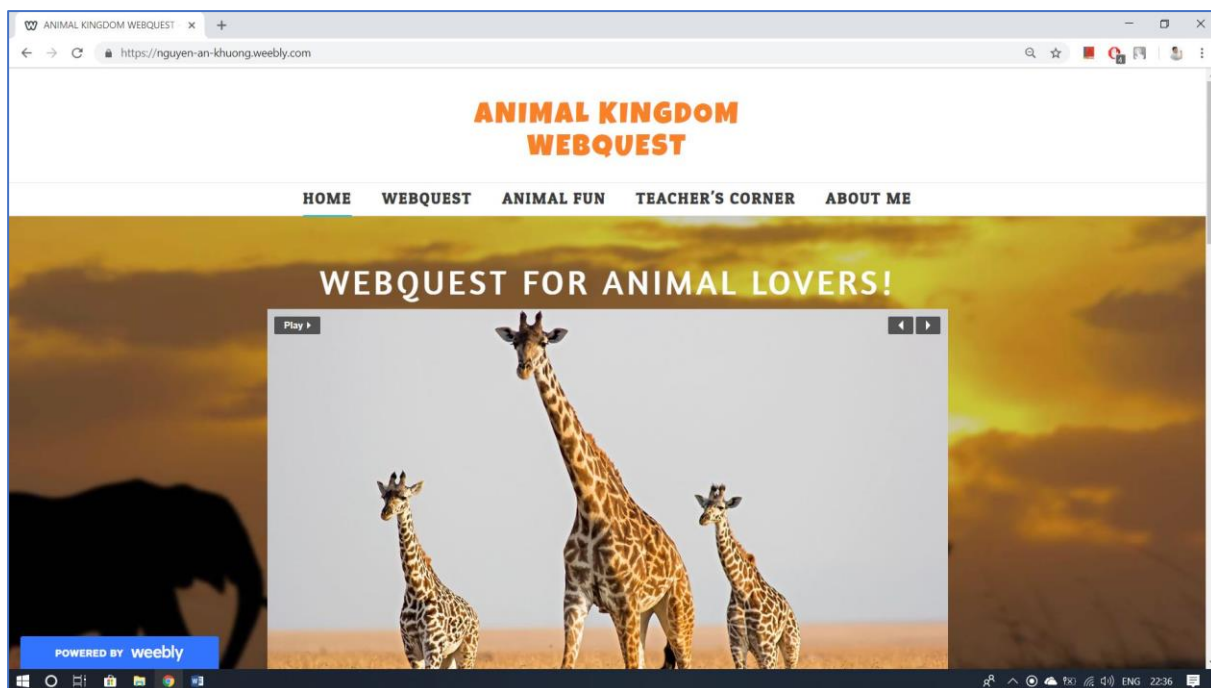 ANIMAL KINGDOM WEBQUEST
https://nguyen-an-khuong.weebly.com
4
ANIMAL KINGDOM
WEBQUEST
HOME WEBQUEST ANIMAL FUN TEACHER'S CORNER ABOUT ME
WEBQUEST FOR ANIMAL LOVERS!
Play
POWERED BY weebly
ENG 22:36